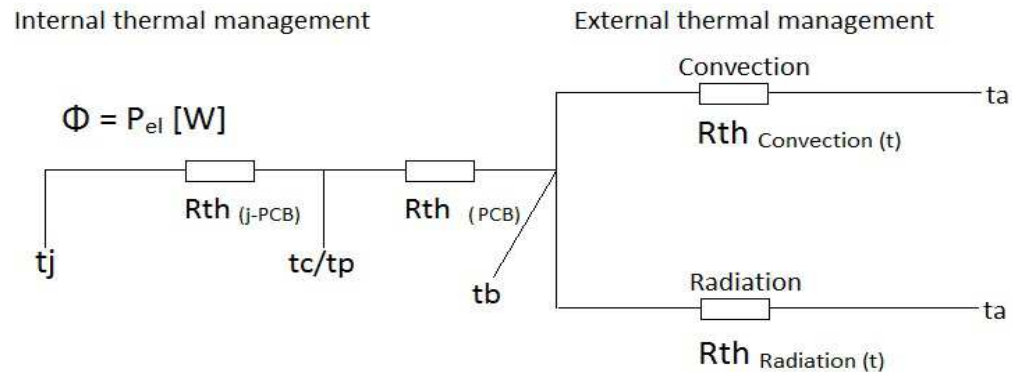 Internal thermal management
External thermal management
Convection
ta
Φ = Pel [W]
Rth Convection (t)
Rth (j-PCB)
Rth ( PCB)
tj
tc/tp
tb
Radiation
ta
Rth Radiation (t)